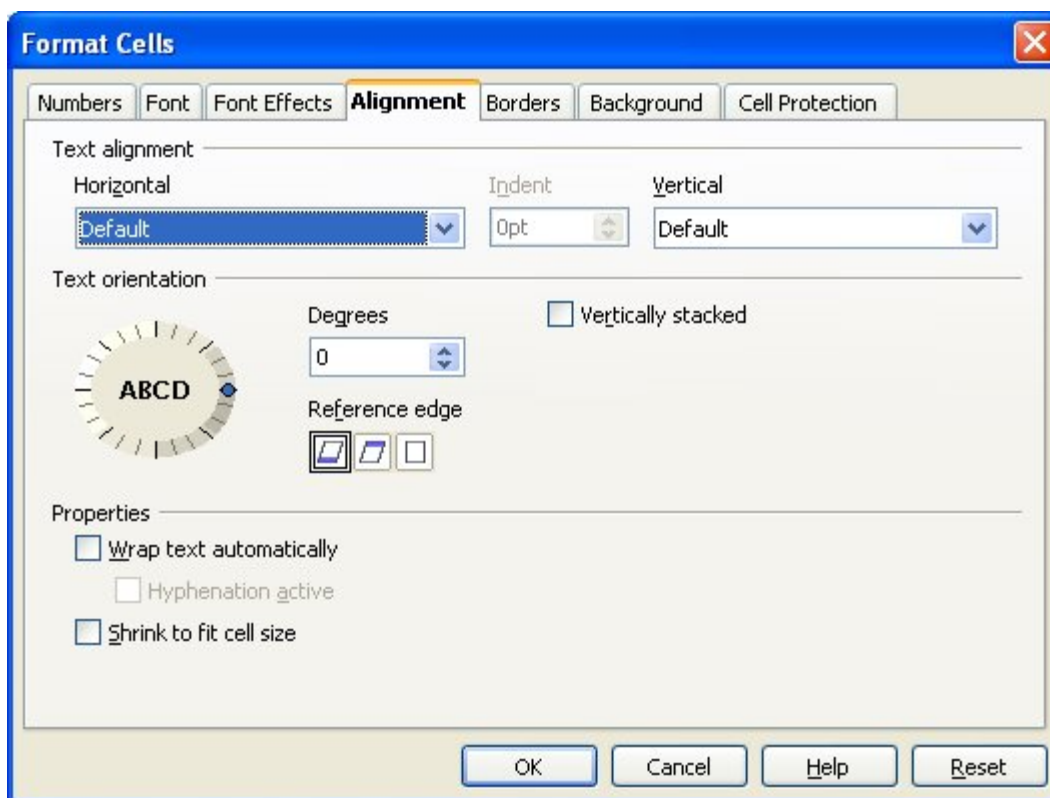 Format Cells
Numbers Font Font Effects Alignment Borders Background Cell Protection
Text alignment
Horizontal Indent Vertical
Default 0pt Default
Text orientation
Degrees Vertically stacked
0
ABCD
Reference edge
Properties
Wrap text automatically
Hyphenation active
Shrink to fit cell size
OK Cancel Help Reset